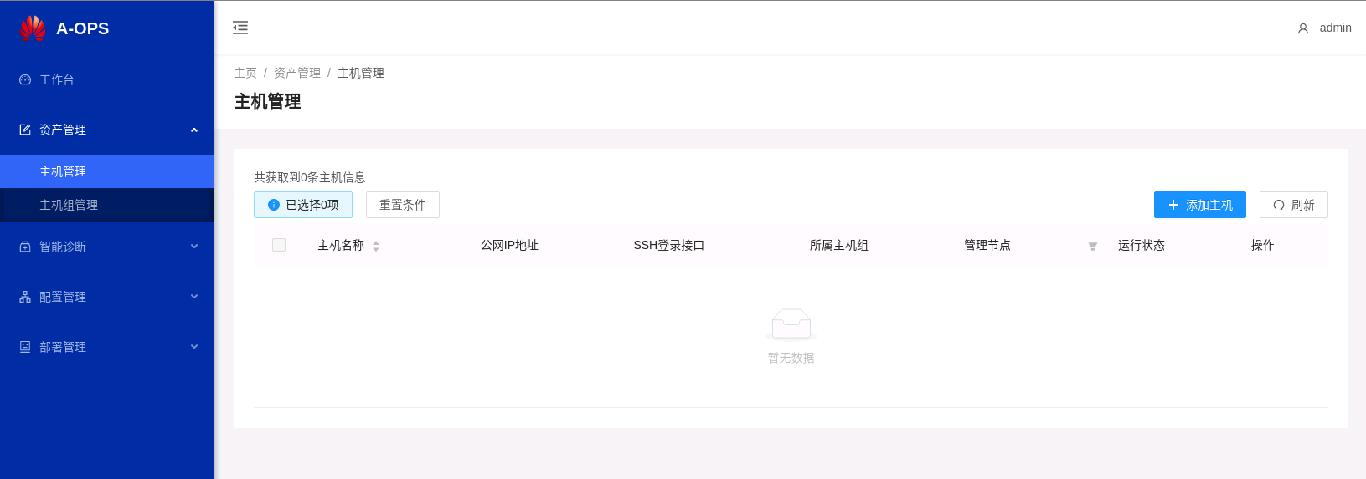 A-OPS
admin
工作台
资产管理
主机管理
主机组管理
智能诊断
配置管理
部署管理
主页 / 资产管理 / 主机管理
主机管理
共获取到0条主机信息
已选择0项 重置条件 添加主机 刷新
主机名称 公网IP地址 SSH登录接口 所属主机组 管理节点 运行状态 操作
暂无数据